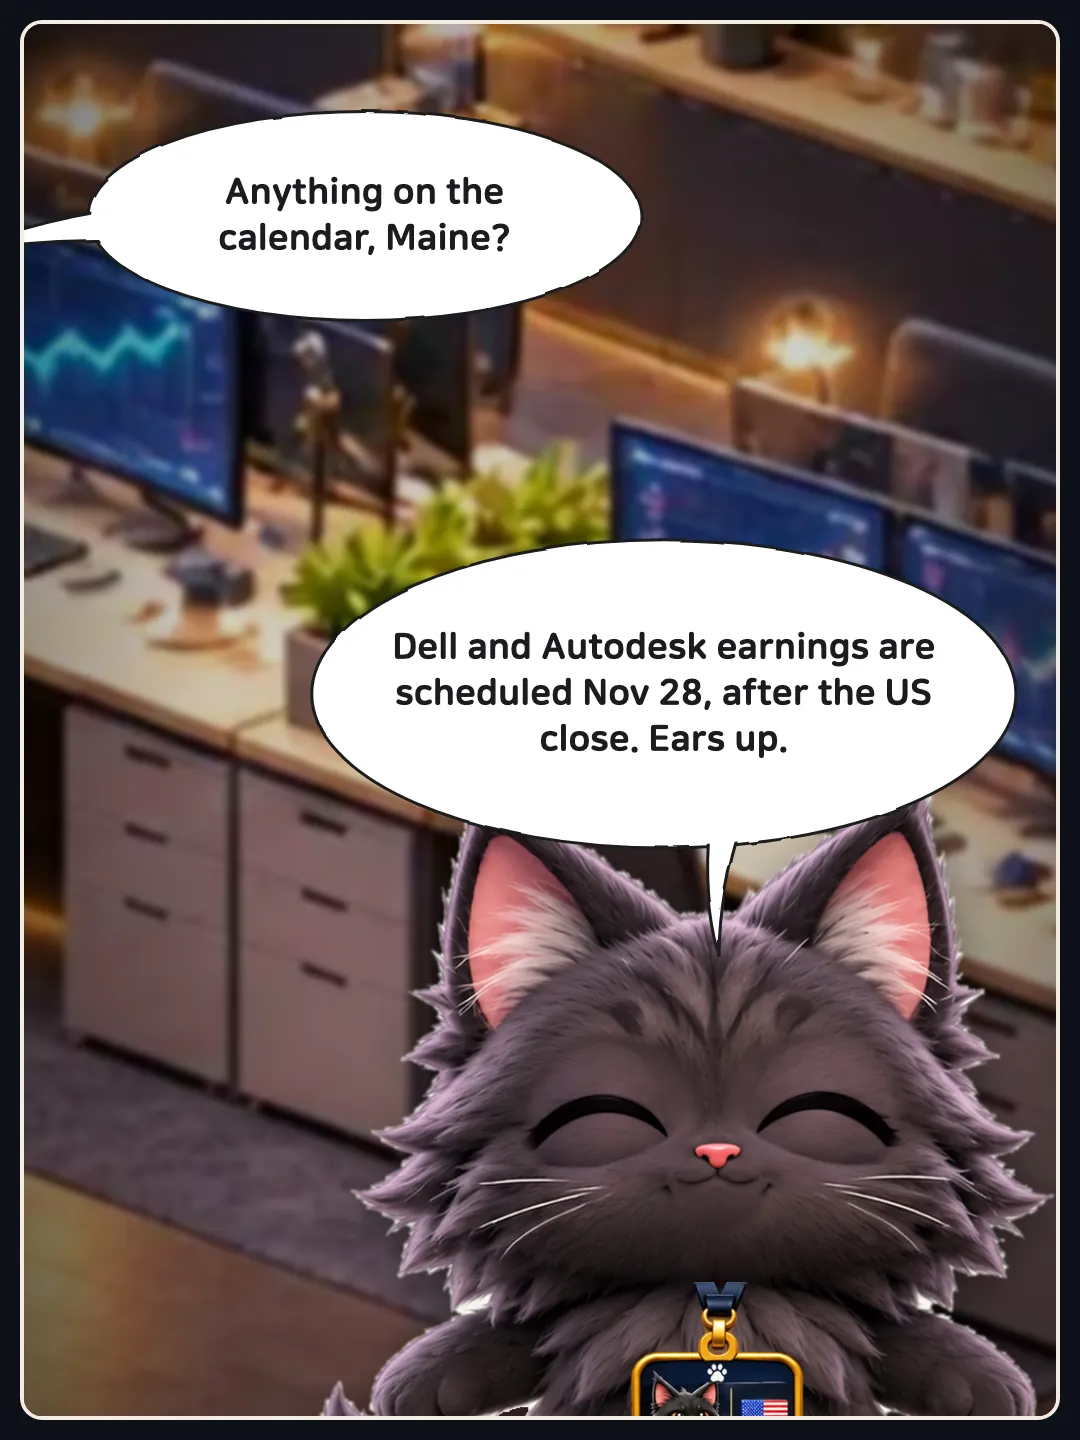 Anything on the
calendar, Maine?
Dell and Autodesk earnings are
scheduled Nov 28, after the US
close. Ears up.